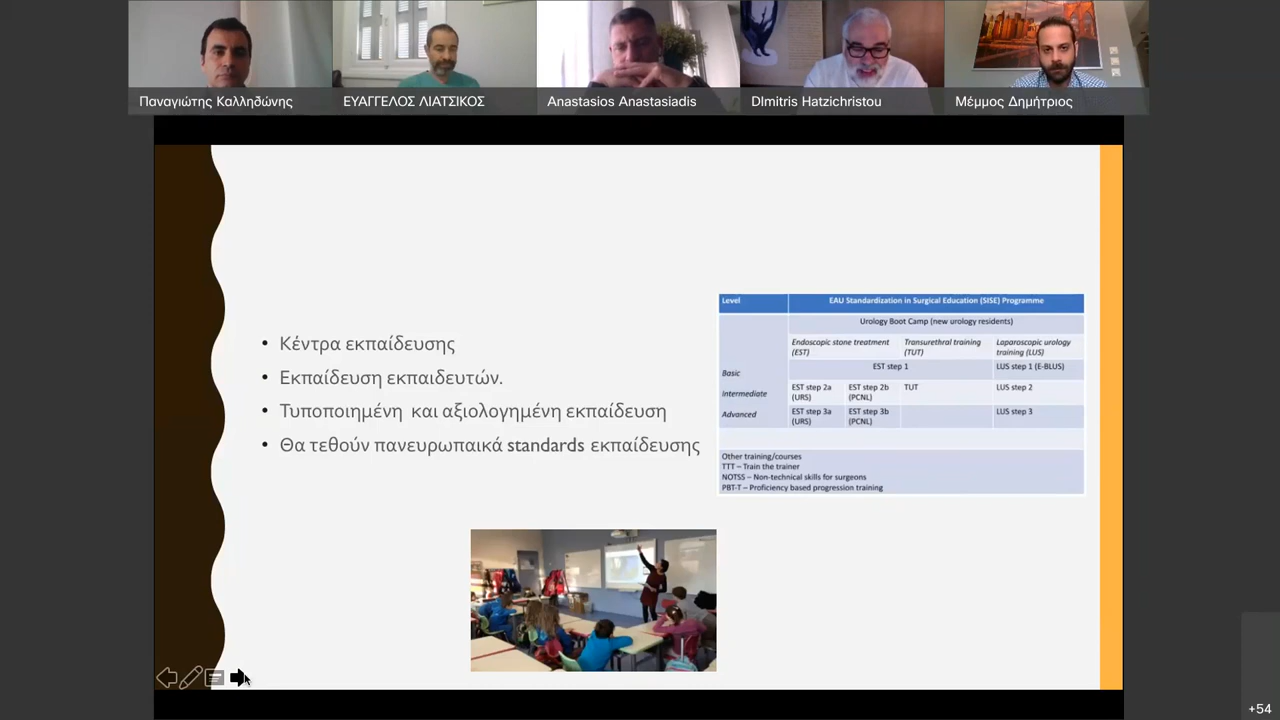 Παναγιώτης Καλληδώνης
ΕΥΑΓΓΕΛΟΣ ΛΙΑΤΣΙΚΟΣ
Anastasios Anastasiadis
DImitris Hatzichristou
Μέμμος Δημήτριος
• Κέντρα εκπαίδευσης
• Εκπαίδευση εκπαιδευτών.
• Τυποποιημένη και αξιολογημένη εκπαίδευση
• Θα τεθούν πανευρωπαικά standards εκπαίδευσης
Level
EAU Standardization in Surgical Education (SISE) Programme
Urology Boot Camp (new urology residents)
Endoscopic stone treatment
(EST)
Transurethral training
(TUT)
Laparoscopic urology
training (LUS)
Basic
EST step 1
LUS step 1 (E-BLUS)
Intermediate
EST step 2a
(URS)
EST step 2b
(PCNL)
TUT
LUS step 2
Advanced
EST step 3a
(URS)
EST step 3b
(PCNL)
LUS step 3
Other training/courses
TTT – Train the trainer
NOTSS – Non-technical skills for surgeons
PBT-T – Proficiency based progression training
+54